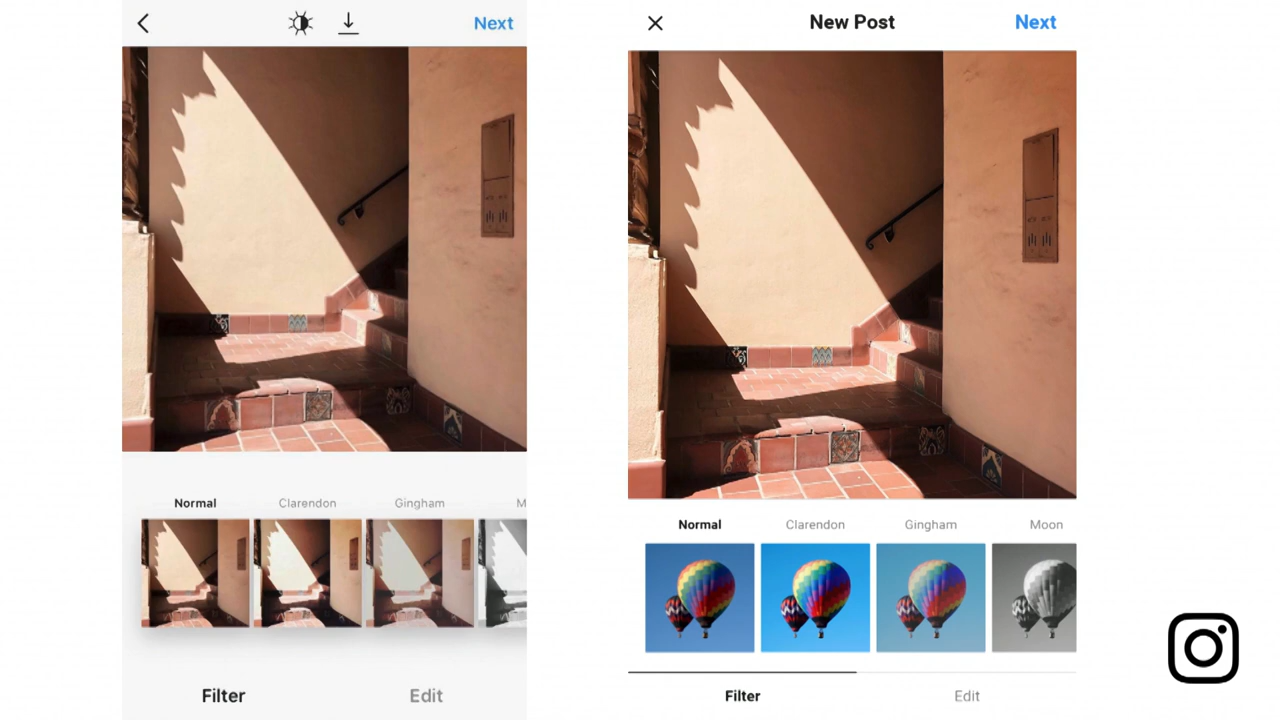 Next
Normal Clarendon Gingham M
Filter Edit
New Post Next
Normal Clarendon Gingham Moon
Filter Edit